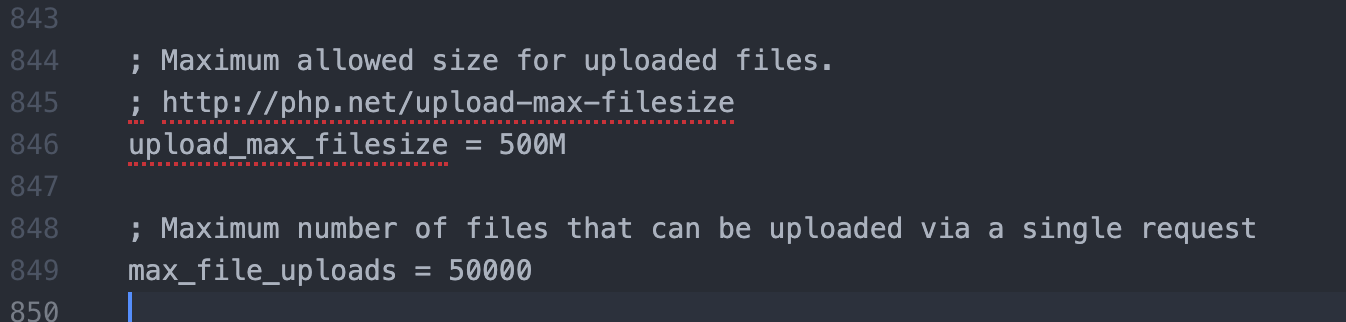 843
844 ; Maximum allowed size for uploaded files.
845 ; http://php.net/upload-max-filesize
846 upload_max_filesize = 500M
847
848 ; Maximum number of files that can be uploaded via a single request
849 max_file_uploads = 50000
850